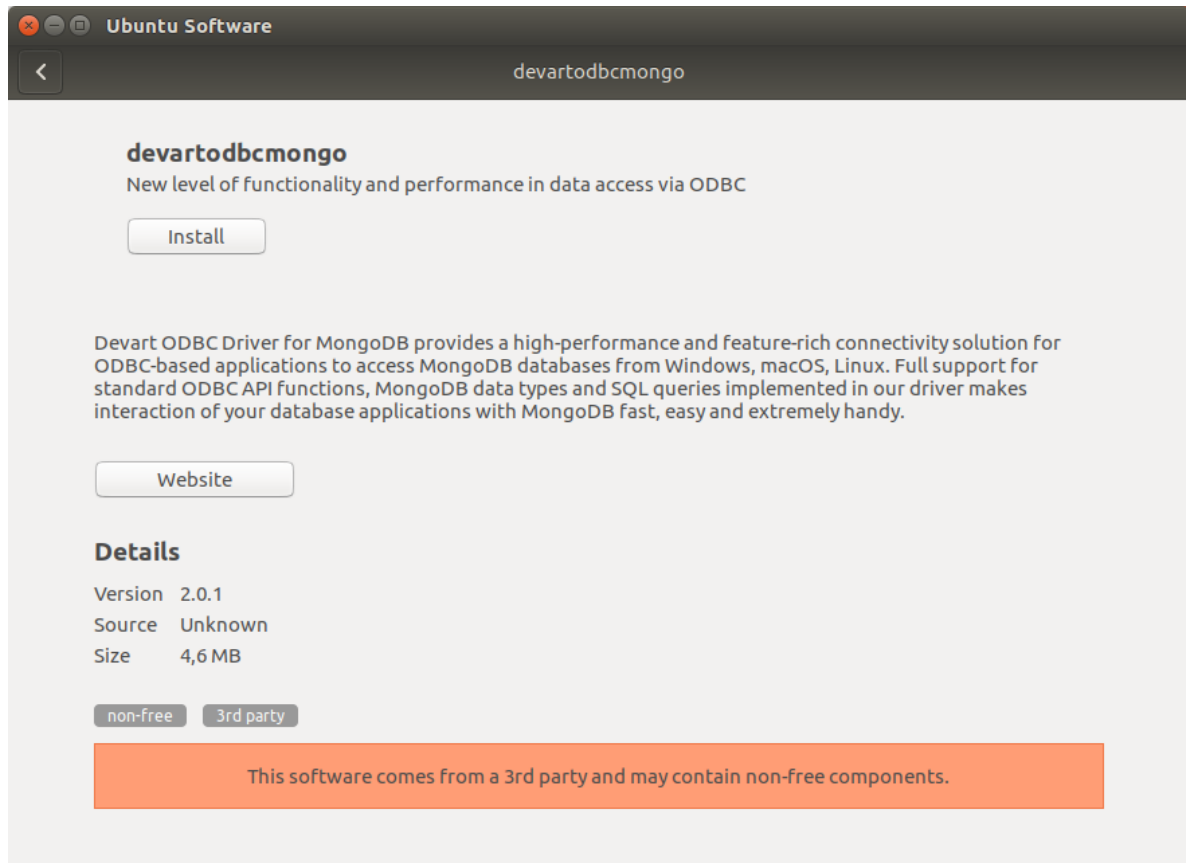 Ubuntu Software
devartodbcmongo
devartodbcmongo
New level of functionality and performance in data access via ODBC
Install
Devart ODBC Driver for MongoDB provides a high-performance and feature-rich connectivity solution for
ODBC-based applications to access MongoDB databases from Windows, macOS, Linux. Full support for
standard ODBC API functions, MongoDB data types and SQL queries implemented in our driver makes
interaction of your database applications with MongoDB fast, easy and extremely handy.
Website
Details
Version 2.0.1
Source Unknown
Size 4,6 MB
non-free 3rd party
This software comes from a 3rd party and may contain non-free components.